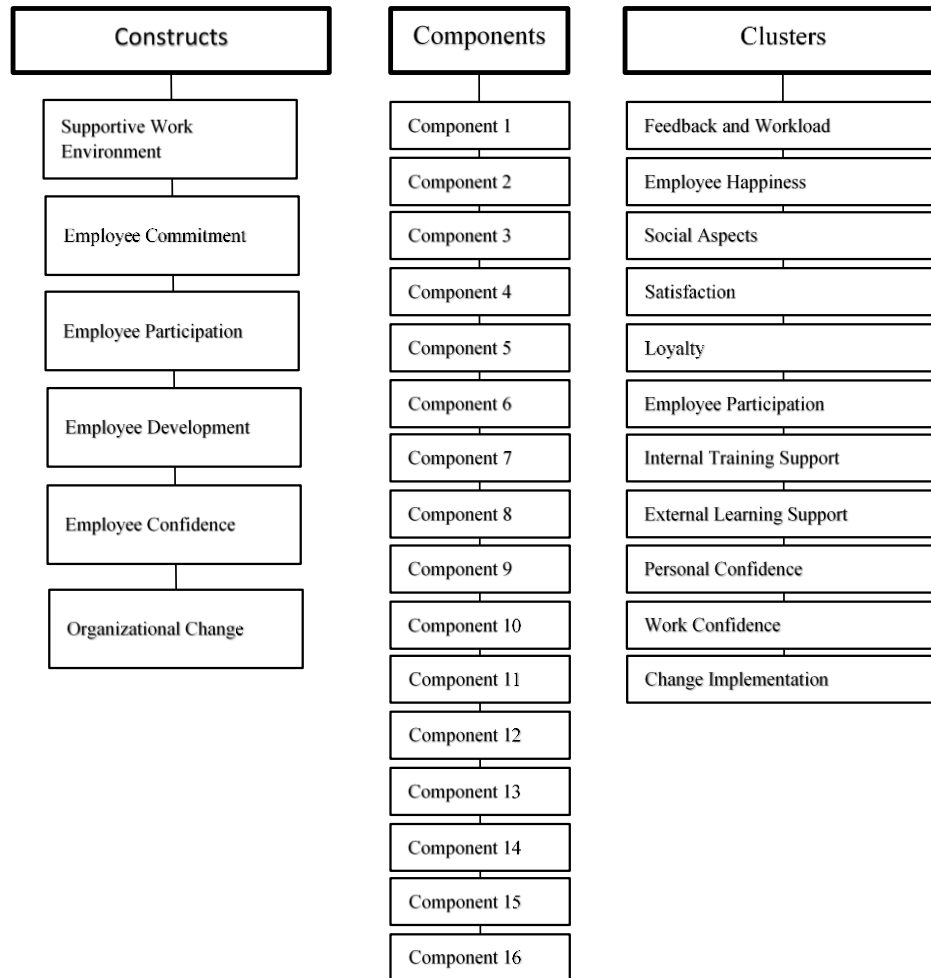 Constructs
Supportive Work
Environment
Employee Commitment
Employee Participation
Employee Development
Employee Confidence
Organizational Change
Components
Component 1
Component 2
Component 3
Component 4
Component 5
Component 6
Component 7
Component 8
Component 9
Component 10
Component 11
Component 12
Component 13
Component 14
Component 15
Component 16
Clusters
Feedback and Workload
Employee Happiness
Social Aspects
Satisfaction
Loyalty
Employee Participation
Internal Training Support
External Learning Support
Personal Confidence
Work Confidence
Change Implementation